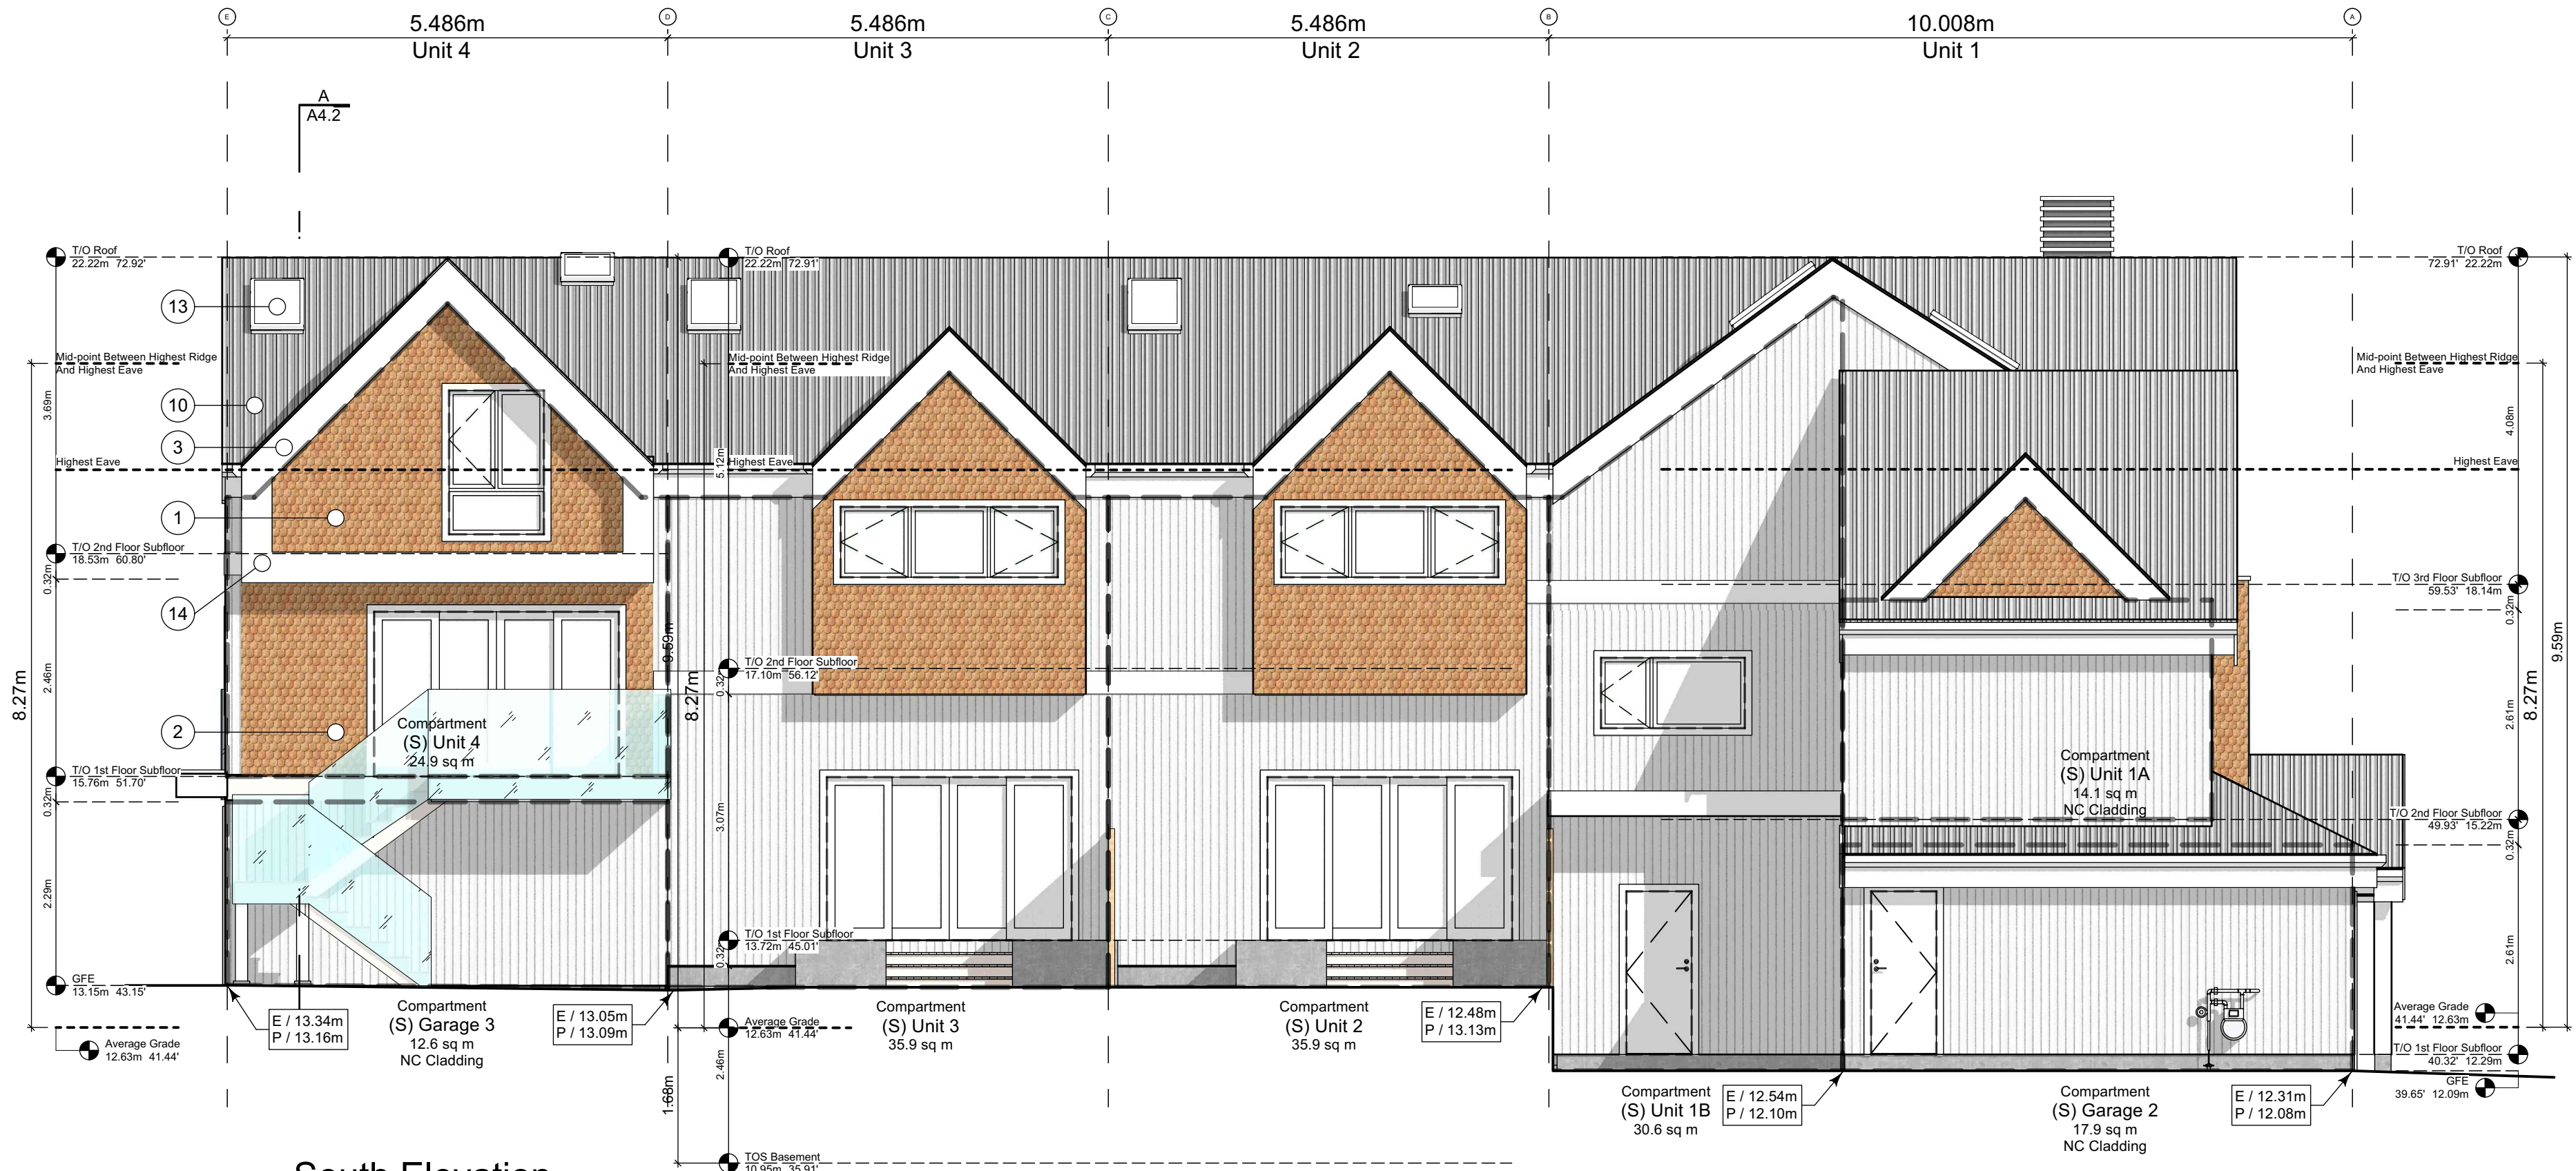 E
D
C
B
A
5.486m
5.486m
5.486m
10.008m
Unit 4
Unit 3
Unit 2
Unit 1
A
A4.2
T/O Roof
22.22m 72.92'
T/O Roof
22.22m 72.91'
T/O Roof
72.91' 22.22m
13
Mid-point Between Highest Ridge
And Highest Eave
Mid-point Between Highest Ridge
And Highest Eave
Mid-point Between Highest Ridge
And Highest Eave
3.69m
10
4.08m
3
Highest Eave
5.12m
Highest Eave
Highest Eave
1
T/O 2nd Floor Subfloor
18.53m 60.80'
0.32m
14
T/O 3rd Floor Subfloor
59.53' 18.14m
0.32m
9.59m
9.59m
8.27m
2.46m
T/O 2nd Floor Subfloor
17.10m 56.12'
0.32
8.27m
8.27m
2.61m
2
Compartment
(S) Unit 4
24.9 sq m
Compartment
(S) Unit 1A
14.1 sq m
NC Cladding
T/O 1st Floor Subfloor
15.76m 51.70'
0.32m
3.07m
T/O 2nd Floor Subfloor
49.93' 15.22m
0.32m
2.29m
T/O 1st Floor Subfloor
13.72m 45.01'
0.32
2.61m
GFE
13.15m 43.15'
E / 13.34m
P / 13.16m
Compartment
(S) Garage 3
12.6 sq m
NC Cladding
E / 13.05m
P / 13.09m
Average Grade
12.63m 41.44'
Compartment
(S) Unit 3
35.9 sq m
Compartment
(S) Unit 2
35.9 sq m
E / 12.48m
P / 13.13m
Average Grade
41.44' 12.63m
Average Grade
12.63m 41.44'
T/O 1st Floor Subfloor
40.32' 12.29m
2.46m
1.68m
GFE
39.65' 12.09m
Compartment
(S) Unit 1B
30.6 sq m
E / 12.54m
P / 12.10m
Compartment
(S) Garage 2
17.9 sq m
NC Cladding
E / 12.31m
P / 12.08m
TOS Basement
10.95m 35.91'
South Elevation